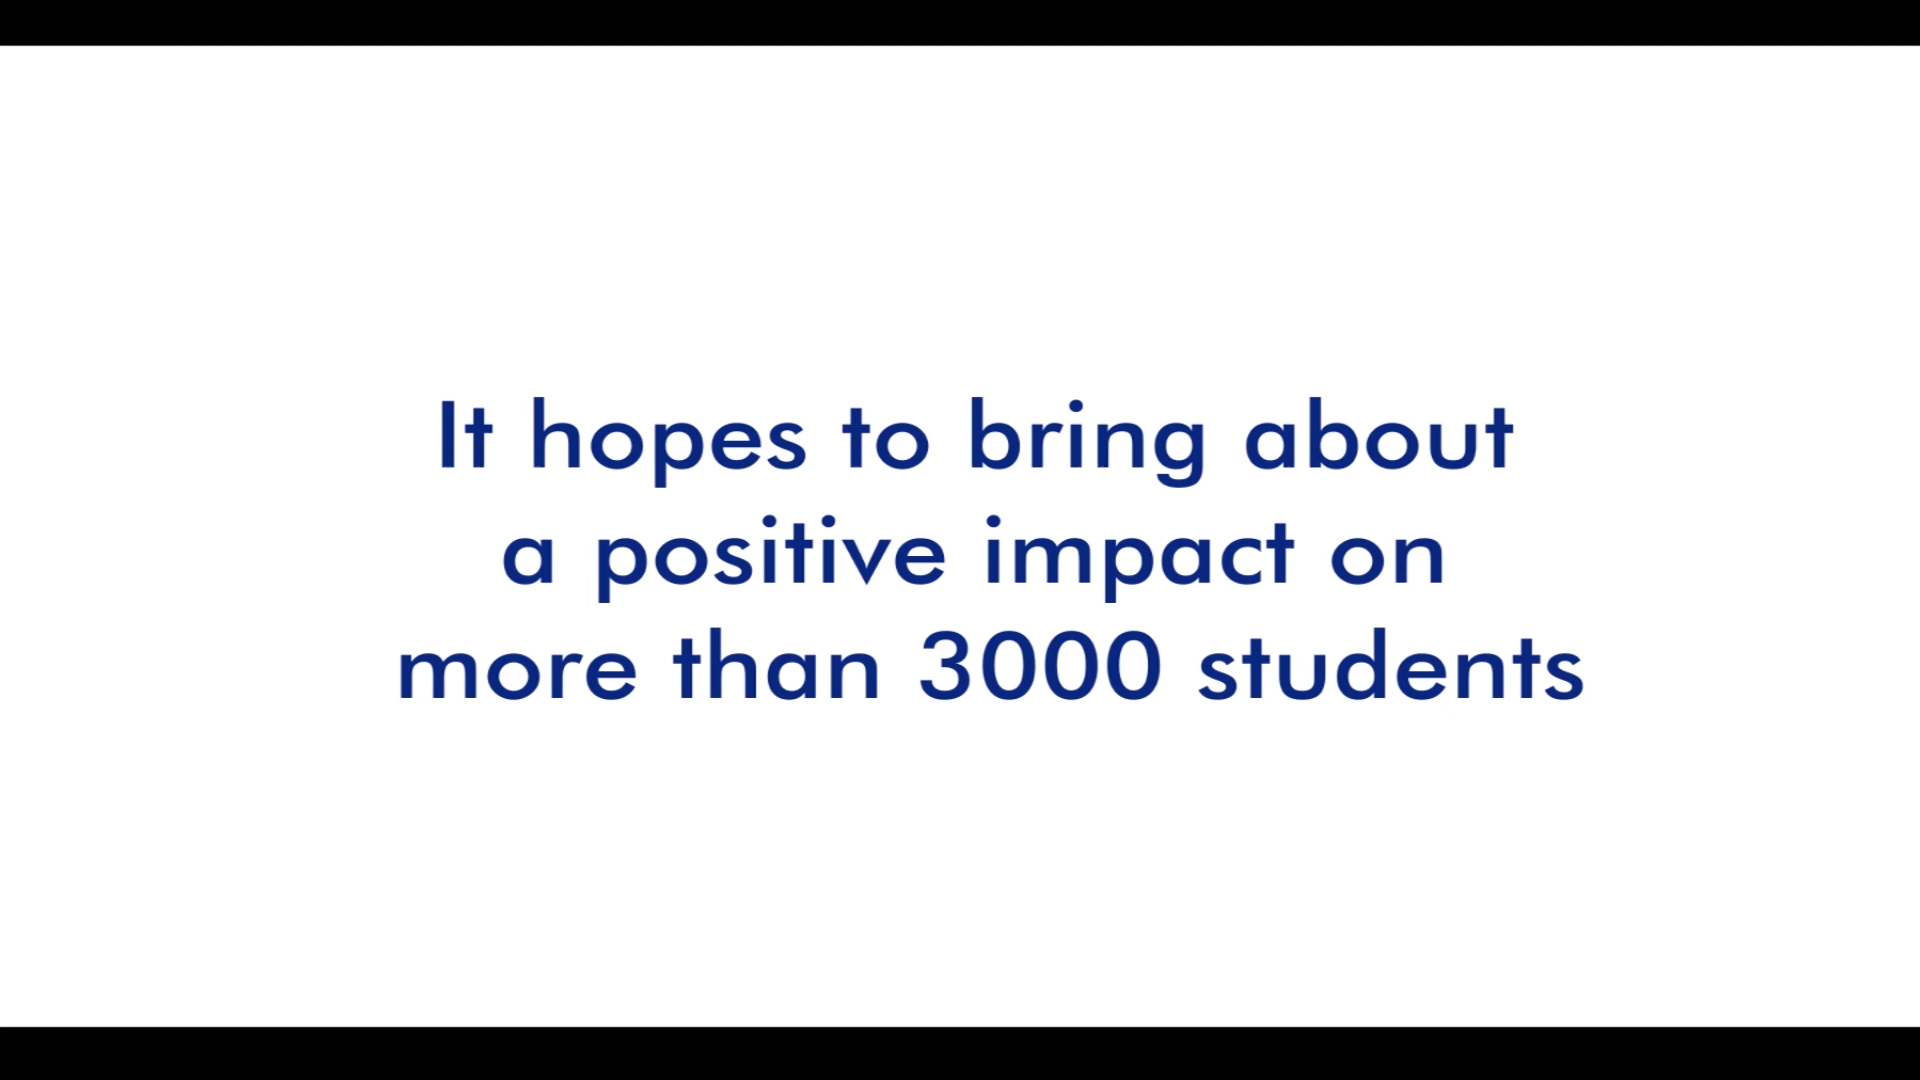 It hopes to bring about
a positive impact on
more than 3000 students